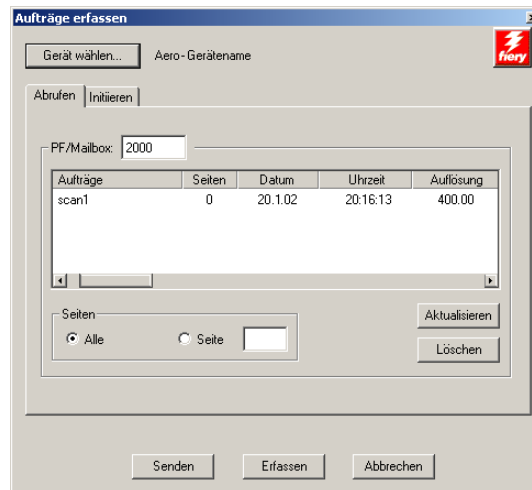 Aufträge erfassen
Gerät wählen... Aero-Gerätename
fiery
Abrufen Initiieren
PF/Mailbox: 2000
Aufträge Seiten Datum Uhrzeit Auflösung
scan1 0 20.1.02 20:16:13 400.00
Seiten
Alle Seite
Aktualisieren
Löschen
Senden Erfassen Abbrechen